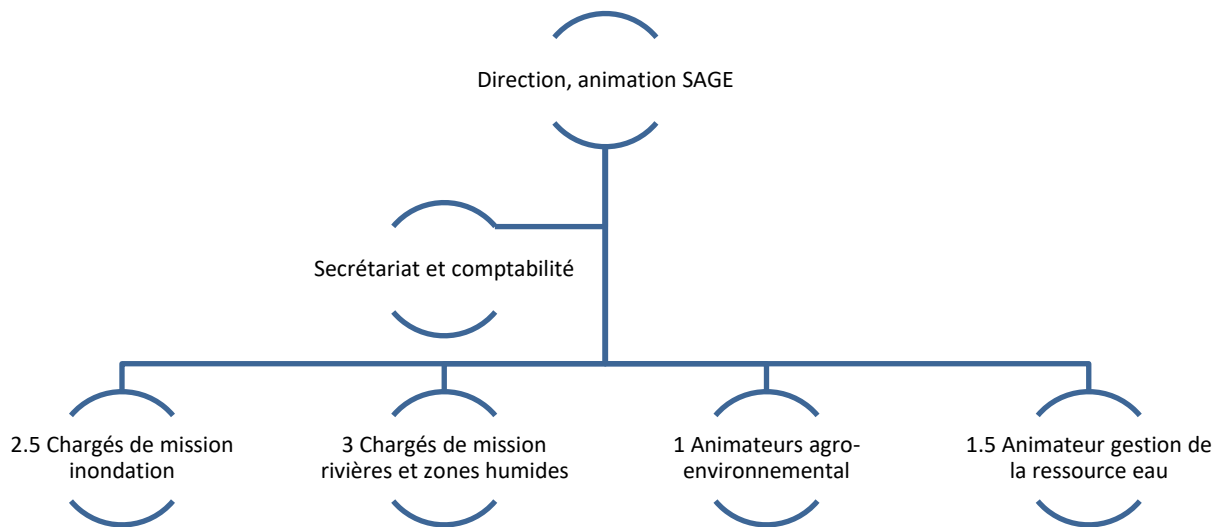 Direction, animation SAGE
Secrétariat et comptabilité
2.5 Chargés de mission
inondation
3 Chargés de mission
rivières et zones humides
1 Animateurs agro-
environnemental
1.5 Animateur gestion de
la ressource eau